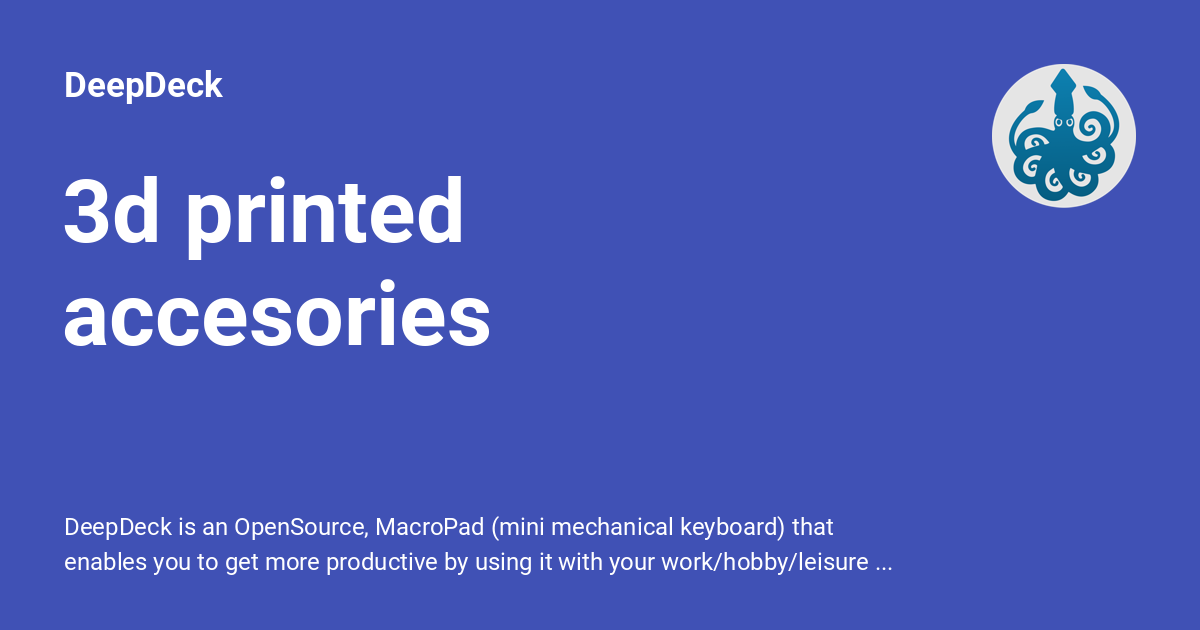 DeepDeck
3d printed
accesories
DeepDeck is an OpenSource, MacroPad (mini mechanical keyboard) that
enables you to get more productive by using it with your work/hobby/leisure ...